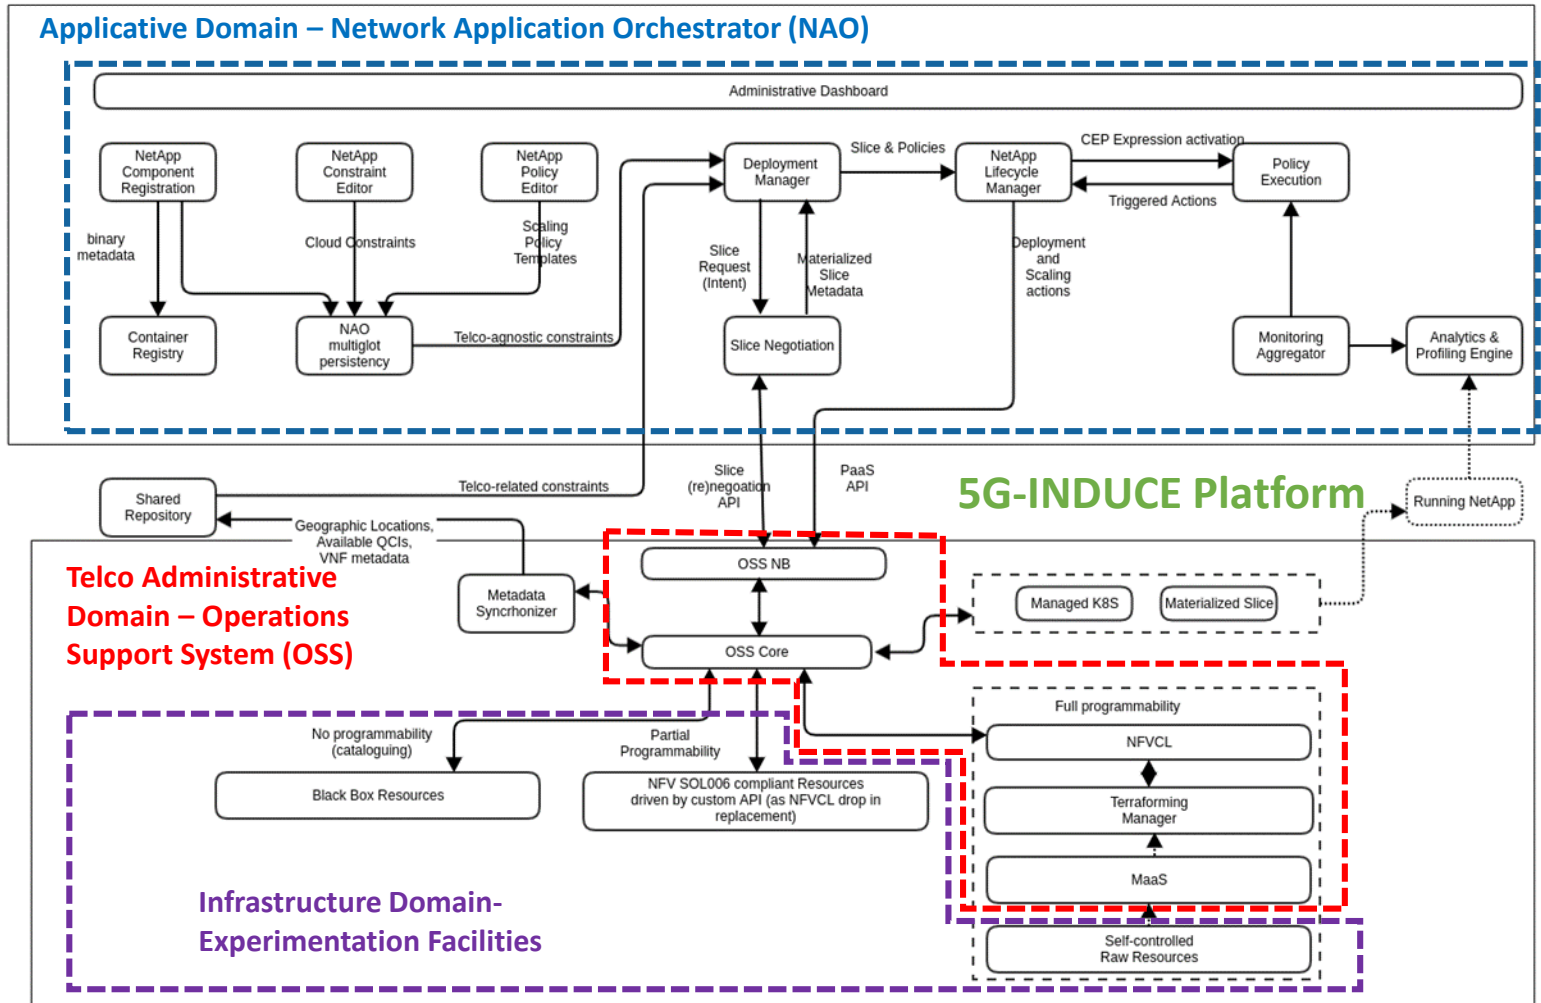 Applicative Domain – Network Application Orchestrator (NAO)
Administrative Dashboard
NetApp
Component
Registration
NetApp
Constraint
Editor
NetApp
Policy
Editor
Deployment
Manager
Slice & Policies
NetApp
Lifecycle
Manager
CEP Expression activation
Triggered Actions
Policy
Execution
binary
metadata
Cloud Constraints
Scaling
Policy
Templates
Slice
Request
(Intent)
Materialized
Slice
Metadata
Deployment
and
Scaling
actions
Container
Registry
NAO
multiglot
persistency
Telco-agnostic constraints
Slice Negotiation
Monitoring
Aggregator
Analytics &
Profiling Engine
Shared
Repository
Telco-related constraints
Slice
(re)negoation
API
PaaS
API
5G-INDUCE Platform
Running NetApp
Geographic Locations,
Available QCIs,
VNF metadata
Telco Administrative
Domain – Operations
Support System (OSS)
Metadata
Syncrhonizer
OSS NB
OSS Core
Managed K8S
Materialized Slice
No programmability
(cataloguing)
Partial
Programmability
Full programmability
NFVCL
Black Box Resources
NFV SOL006 compliant Resources
driven by custom API (as NFVCL drop in
replacement)
Terraforming
Manager
MaaS
Infrastructure Domain-
Experimentation Facilities
Self-controlled
Raw Resources